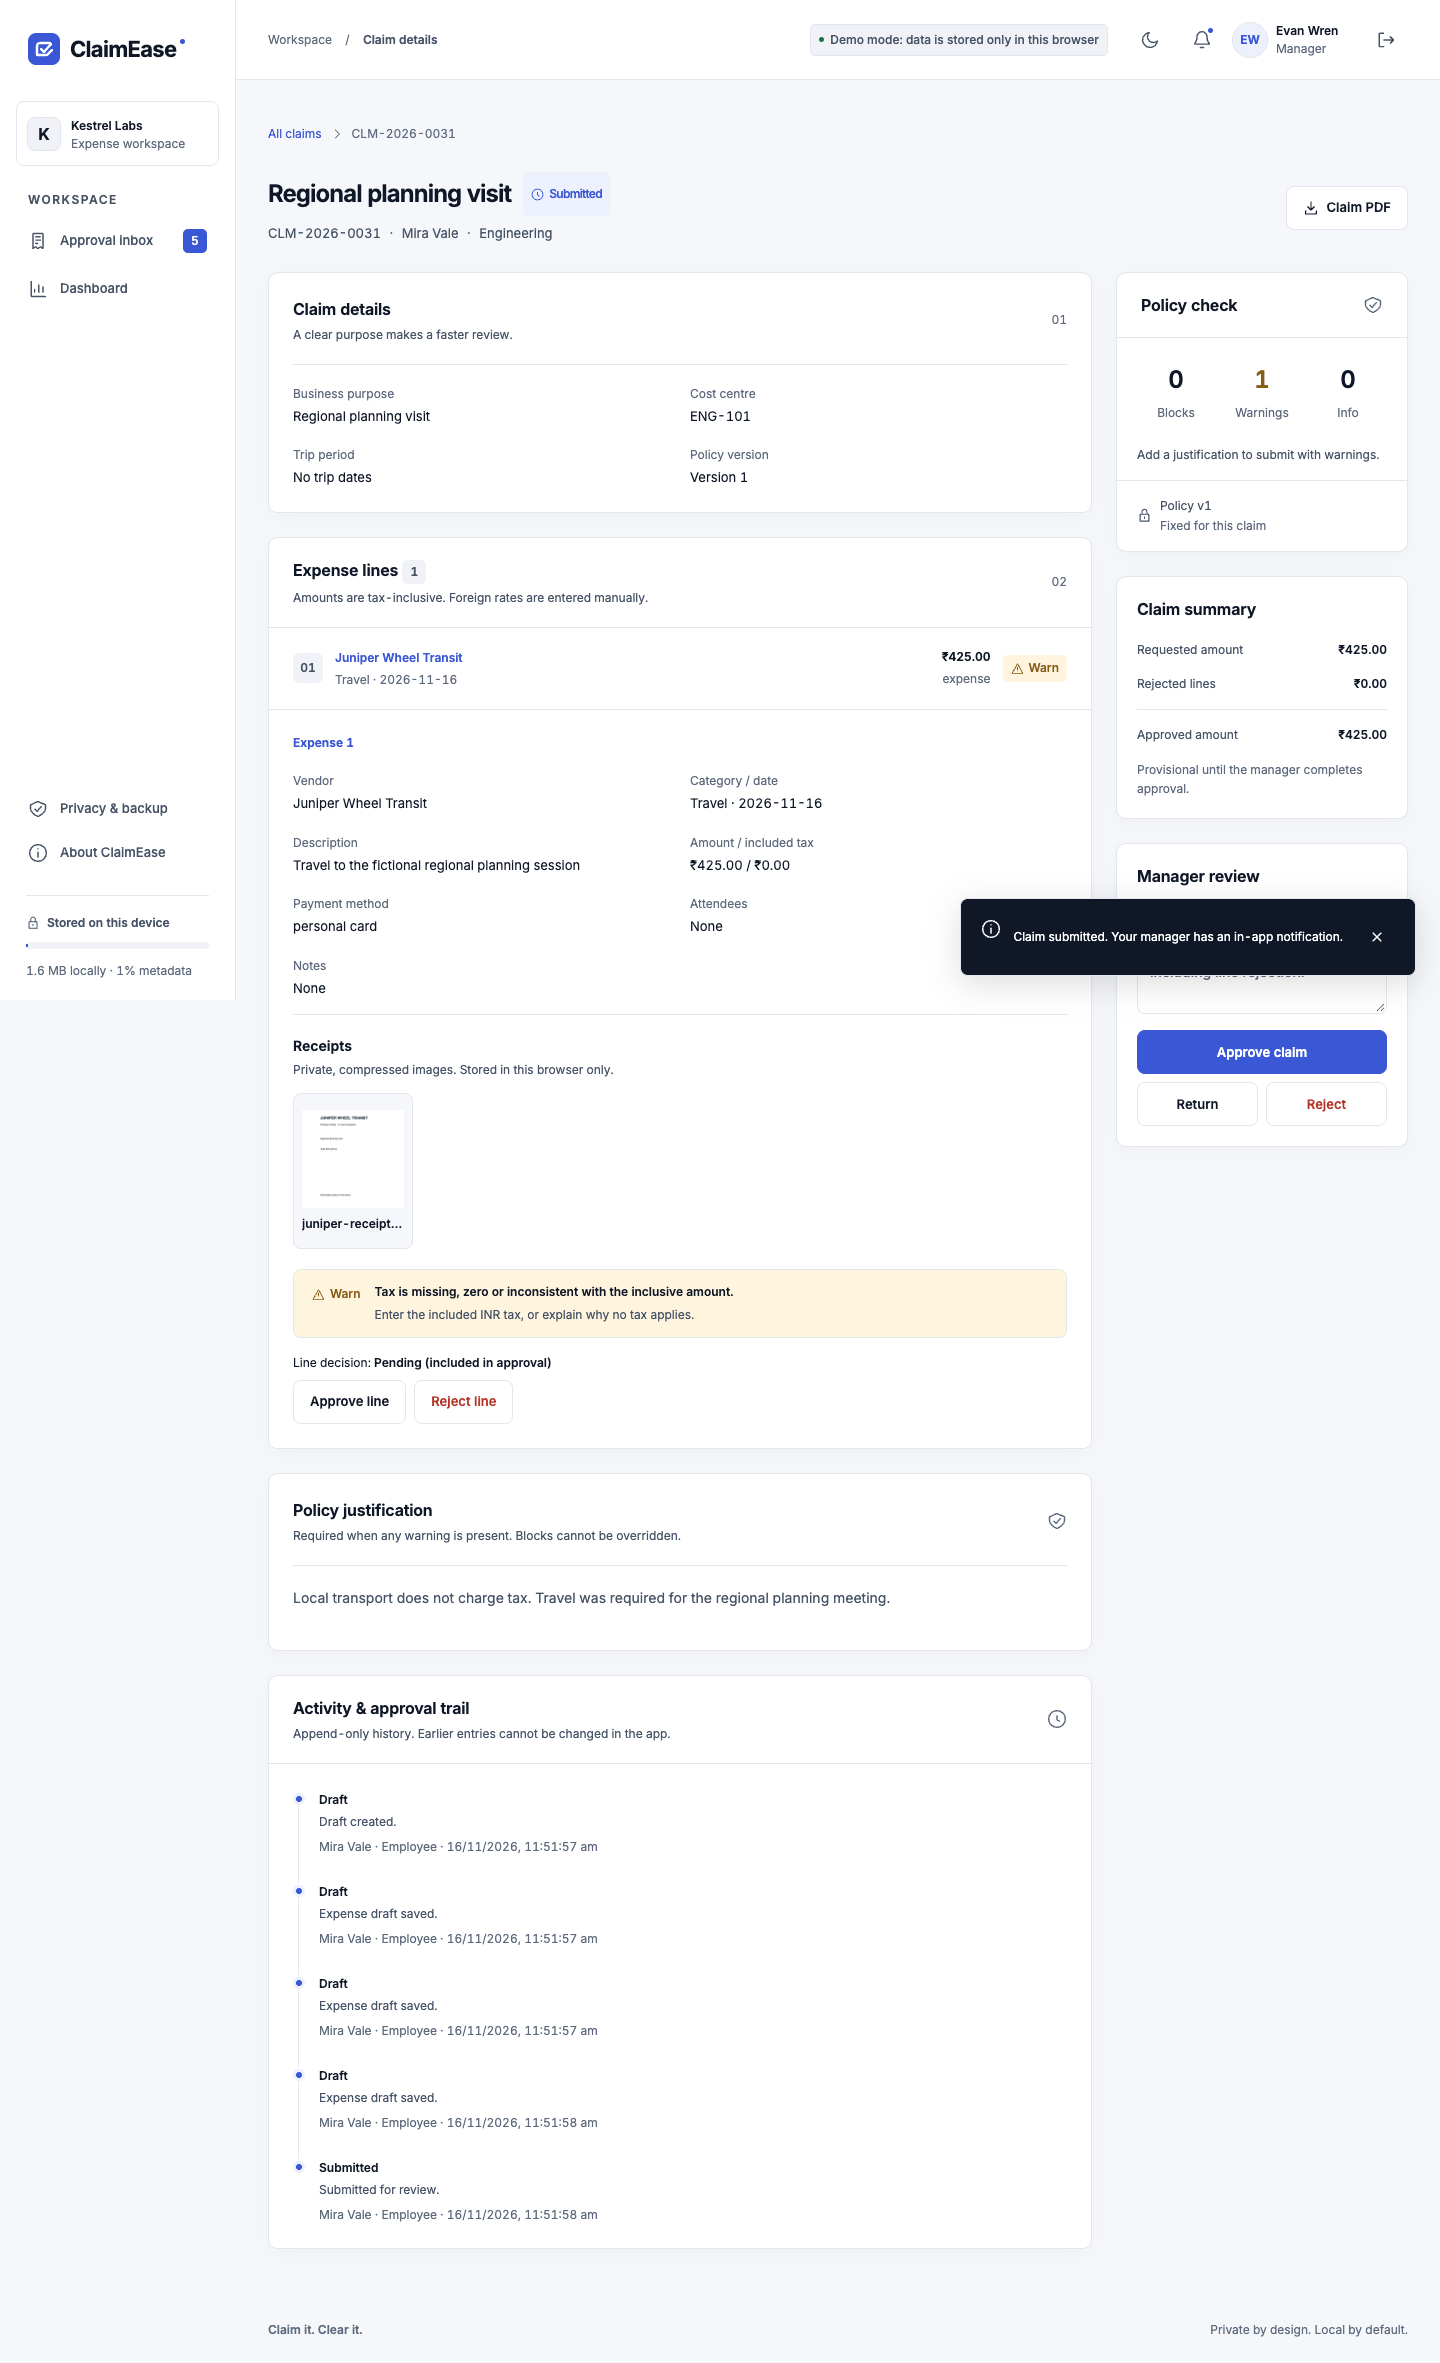 ClaimEase
Workspace / Claim details
Demo mode: data is stored only in this browser
EW
Evan Wren
Manager
K
Kestrel Labs
Expense workspace
WORKSPACE
Approval inbox 5
Dashboard
Privacy & backup
About ClaimEase
Stored on this device
1.6 MB locally · 1% metadata
All claims > CLM-2026-0031
Regional planning visit Submitted
CLM-2026-0031 · Mira Vale · Engineering
Claim PDF
Claim details
A clear purpose makes a faster review.
01
Business purpose
Regional planning visit
Cost centre
ENG-101
Trip period
No trip dates
Policy version
Version 1
Expense lines 1
Amounts are tax-inclusive. Foreign rates are entered manually.
02
01
Juniper Wheel Transit
Travel · 2026-11-16
₹425.00
expense
Warn
Expense 1
Vendor
Juniper Wheel Transit
Category / date
Travel · 2026-11-16
Description
Travel to the fictional regional planning session
Amount / included tax
₹425.00 / ₹0.00
Payment method
personal card
Attendees
None
Notes
None
Receipts
Private, compressed images. Stored in this browser only.
JUNIPER WHEEL TRANSIT
juniper-receipt...
Warn
Tax is missing, zero or inconsistent with the inclusive amount.
Enter the included INR tax, or explain why no tax applies.
Line decision: Pending (included in approval)
Approve line
Reject line
Policy justification
Required when any warning is present. Blocks cannot be overridden.
Local transport does not charge tax. Travel was required for the regional planning meeting.
Activity & approval trail
Append-only history. Earlier entries cannot be changed in the app.
Draft
Draft created.
Mira Vale · Employee · 16/11/2026, 11:51:57 am
Draft
Expense draft saved.
Mira Vale · Employee · 16/11/2026, 11:51:57 am
Draft
Expense draft saved.
Mira Vale · Employee · 16/11/2026, 11:51:57 am
Draft
Expense draft saved.
Mira Vale · Employee · 16/11/2026, 11:51:58 am
Submitted
Submitted for review.
Mira Vale · Employee · 16/11/2026, 11:51:58 am
Policy check
0 1 0
Blocks Warnings Info
Add a justification to submit with warnings.
Policy v1
Fixed for this claim
Claim summary
Requested amount ₹425.00
Rejected lines ₹0.00
Approved amount ₹425.00
Provisional until the manager completes
approval.
Manager review
Claim submitted. Your manager has an in-app notification.
Approve claim
Return
Reject
Claim it. Clear it.
Private by design. Local by default.